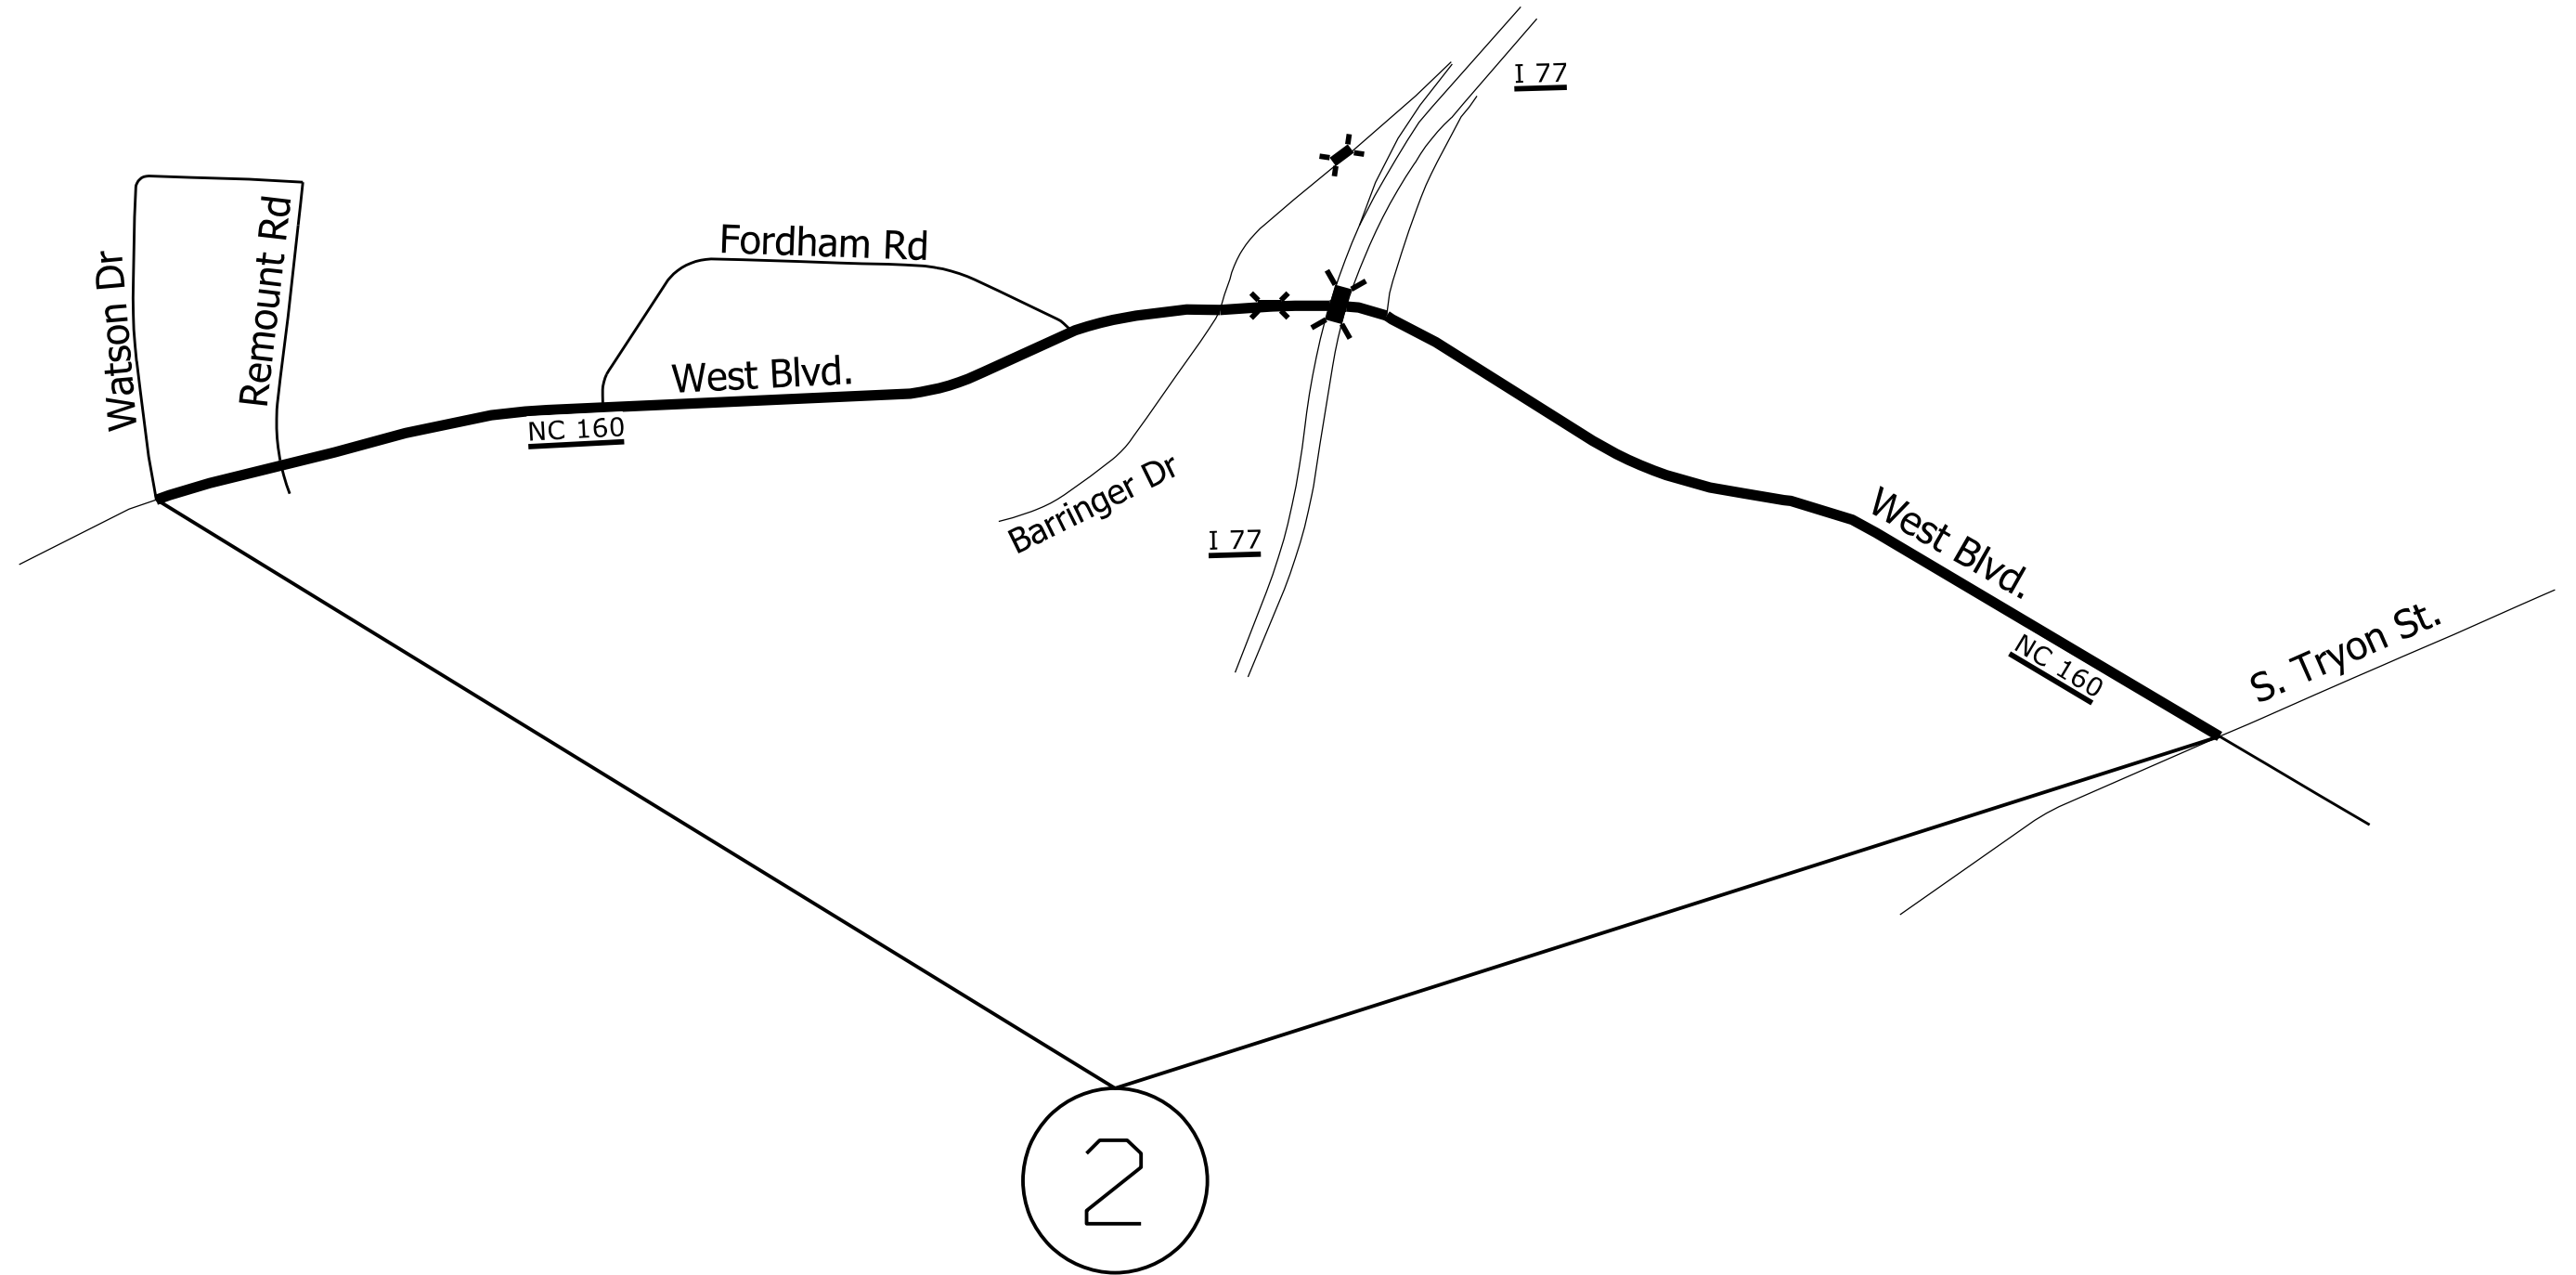 I 77
Watson Dr
Remount Rd
Fordham Rd
West Blvd.
NC 160
Barringer Dr
I 77
West Blvd.
NC 160
S. Tryon St.
2